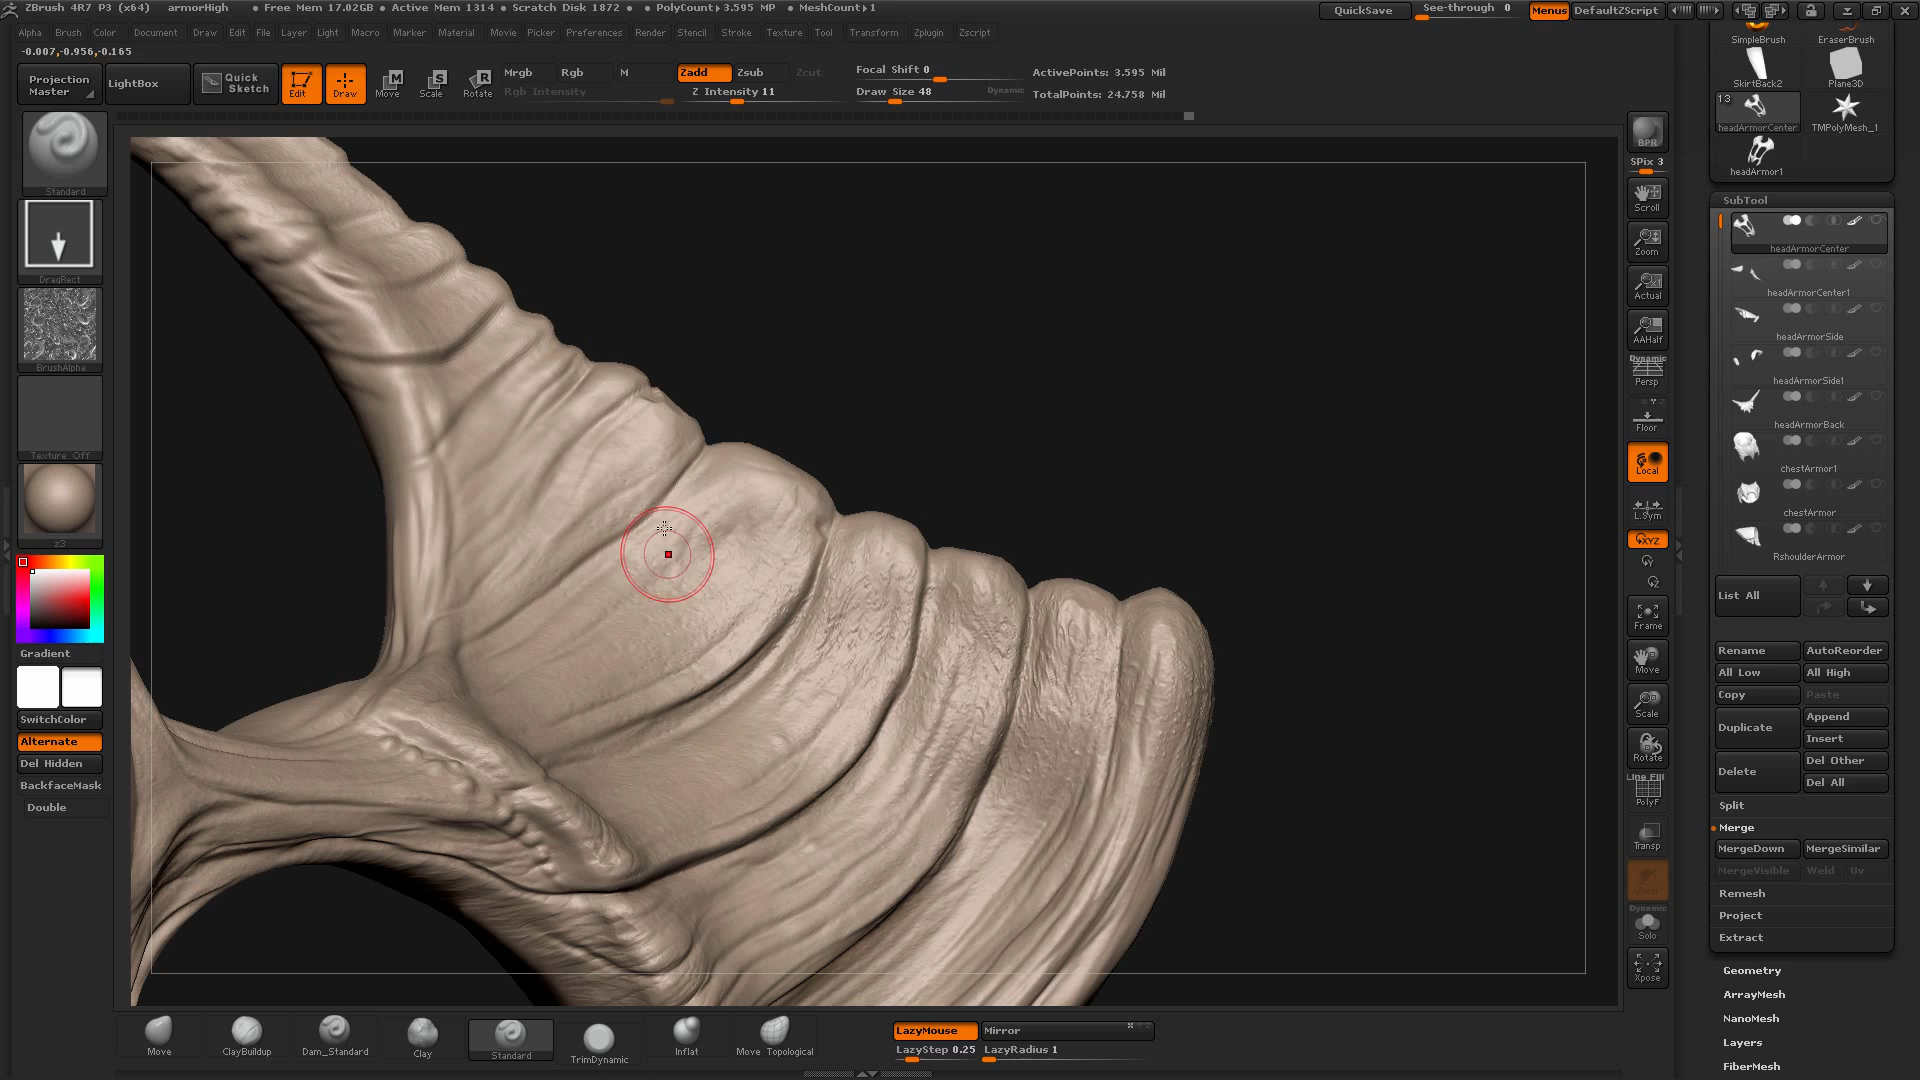 ZBrush 4R7 P3 (x64) armorHigh • Free Mem 17.02GB • Active Mem 1314 • Scratch Disk 1872 • • PolyCount▸3.595 MP • MeshCount▸1 QuickSave See-through 0 Menus DefaultZScript
Alpha Brush Color Document Draw Edit File Layer Light Macro Marker Material Movie Picker Preferences Render Stencil Stroke Texture Tool Transform Zplugin Zscript
-0.007,-0.956,-0.165
Projection Master
LightBox
Quick Sketch
Edit
Draw
Move
Scale
Rotate
Mrgb Rgb M
Rgb Intensity
Zadd Zsub Zcut
Z Intensity 11
Focal Shift 0
Draw Size 48 Dynamic
ActivePoints: 3.595 Mil
TotalPoints: 24.758 Mil
Standard
DragRect
BrushAlpha
Texture Off
z3
Gradient
SwitchColor
Alternate
Del Hidden
BackfaceMask
Double
BPR
SPix 3
Scroll
Zoom
Actual
AAHalf
Dynamic
Persp
Floor
Local
L.Sym
XYZ
Y
Z
Frame
Move
Scale
Rotate
Line Fill
PolyF
Transp
Ghost
Dynamic
Solo
Xpose
SimpleBrush EraserBrush
SkirtBack2 Plane3D
13
headArmorCenter TMPolyMesh_1
headArmor1
SubTool
headArmorCenter
headArmorCenter1
headArmorSide
headArmorSide1
headArmorBack
chestArmor1
chestArmor
RshoulderArmor
List All
Rename AutoReorder
All Low All High
Copy Paste
Duplicate Append
Insert
Delete Del Other
Del All
Split
Merge
MergeDown MergeSimilar
MergeVisible Weld Uv
Remesh
Project
Extract
Geometry
ArrayMesh
NanoMesh
Layers
FiberMesh
Move ClayBuildup Dam_Standard Clay Standard TrimDynamic Inflat Move Topological
LazyMouse Mirror
LazyStep 0.25 LazyRadius 1